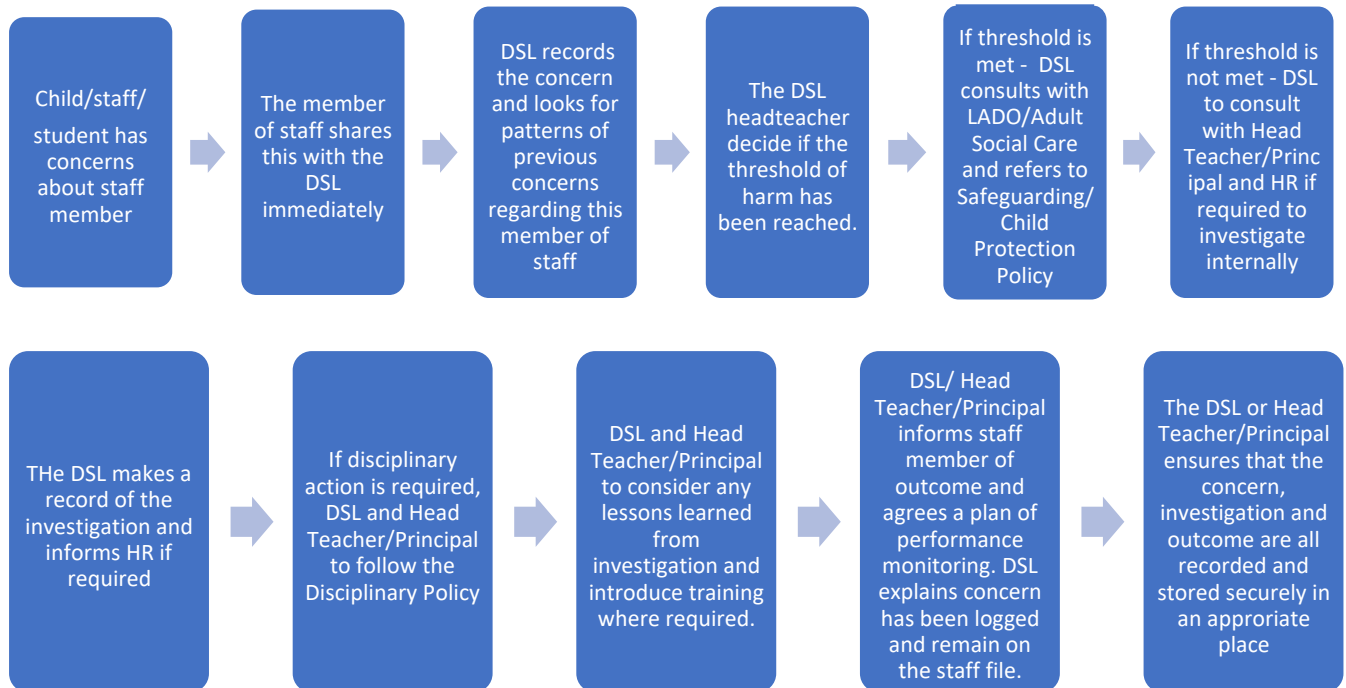 Child/staff/
student has
concerns
about staff
member
The member
of staff shares
this with the
DSL
immediately
DSL records
the concern
and looks for
patterns of
previous
concerns
regarding this
member of
staff
The DSL
headteacher
decide if the
threshold of
harm has
been reached.
If threshold is
met - DSL
consults with
LADO/Adult
Social Care
and refers to
Safeguarding/
Child
Protection
Policy
If threshold is
not met - DSL
to consult
with Head
Teacher/Princ
ipal and HR if
required to
investigate
internally
THe DSL makes a
record of the
investigation and
informs HR if
required
If disciplinary
action is required,
DSL and Head
Teacher/Principal
to follow the
Disciplinary Policy
DSL and Head
Teacher/Principal
to consider any
lessons learned
from
investigation and
introduce training
where required.
DSL/ Head
Teacher/Principal
informs staff
member of
outcome and
agrees a plan of
performance
monitoring. DSL
explains concern
has been logged
and remain on
the staff file.
The DSL or Head
Teacher/Principal
ensures that the
concern,
investigation and
outcome are all
recorded and
stored securely in
an approriate
place